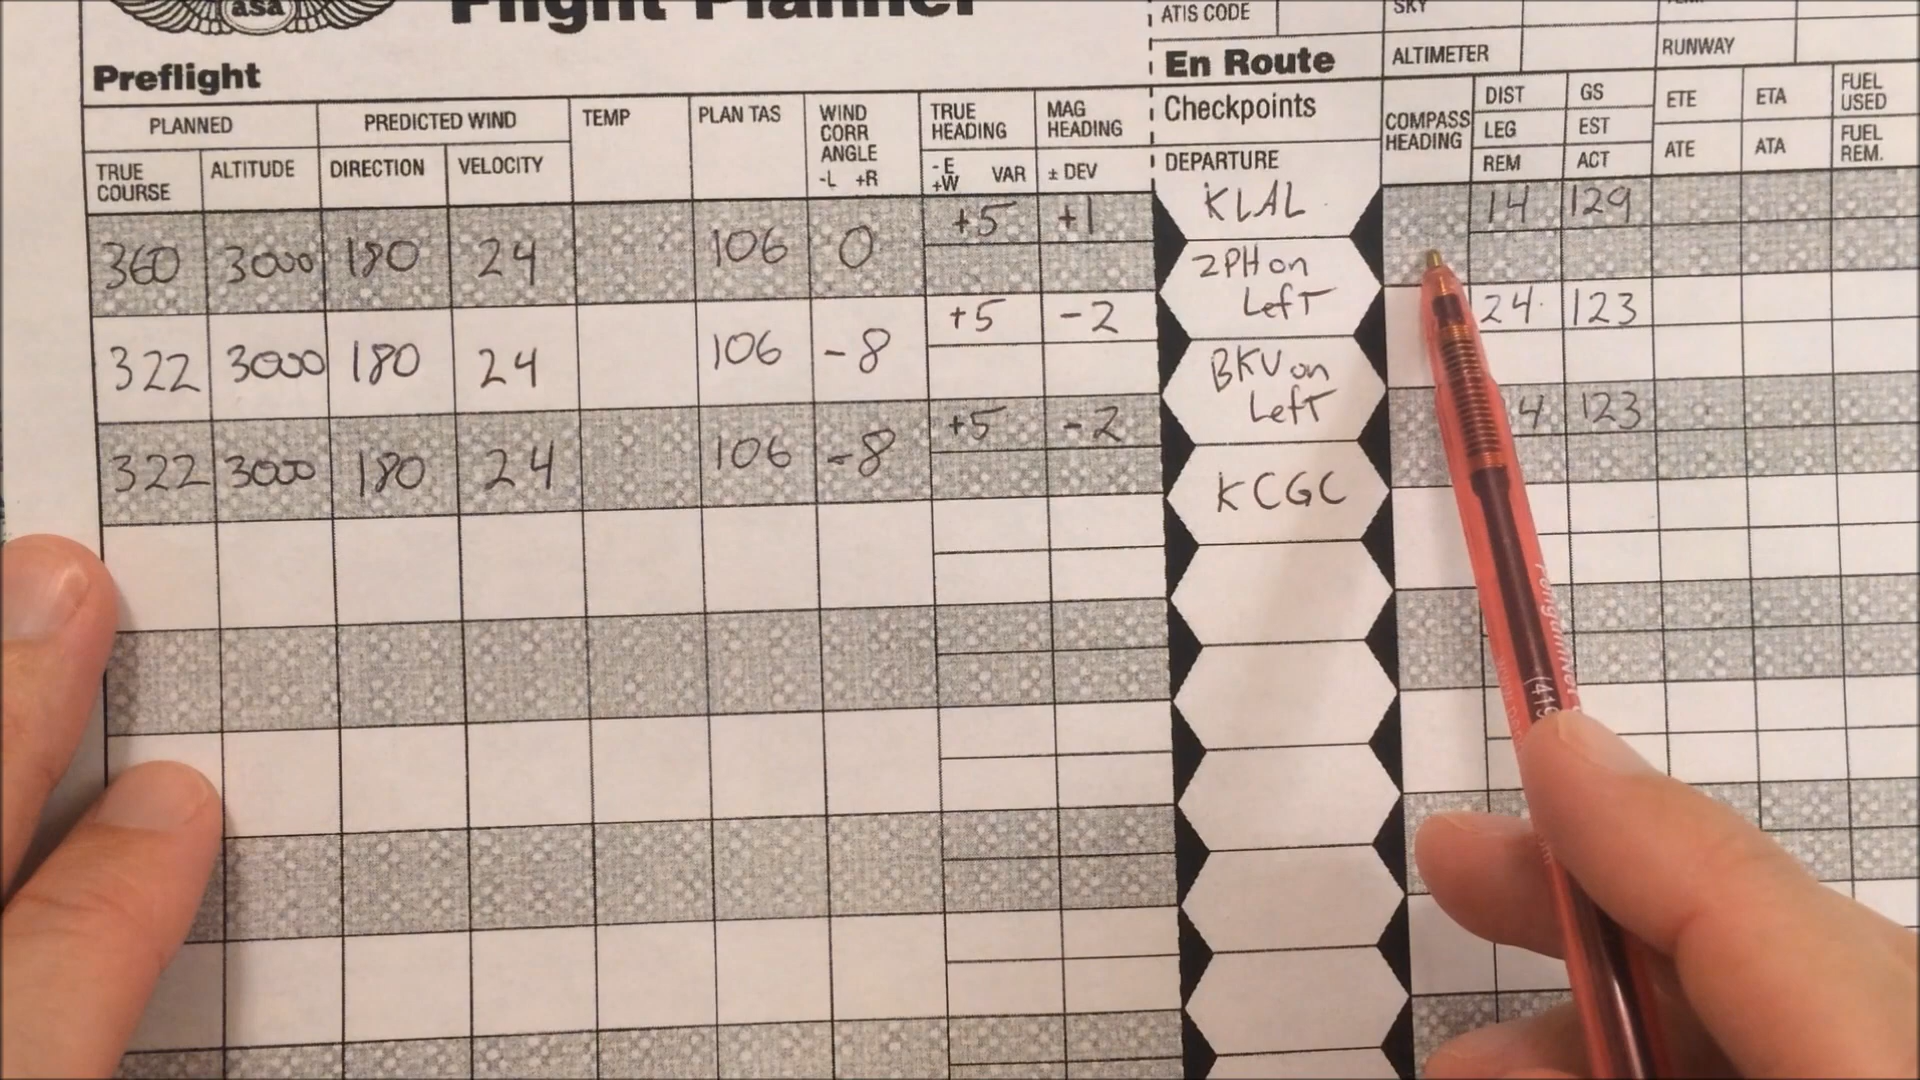 asa
Flight Planner
Preflight
PLANNED
PREDICTED WIND
TEMP
PLAN TAS
WIND
CORR
ANGLE
-L +R
TRUE
HEADING
- E
+W VAR
MAG
HEADING
± DEV
TRUE
COURSE
ALTITUDE
DIRECTION
VELOCITY
ATIS CODE
SKY
ALTIMETER
RUNWAY
En Route
Checkpoints
DEPARTURE
COMPASS
HEADING
DIST
LEG
REM
GS
EST
ACT
ETE
ATE
ETA
ATA
FUEL
USED
FUEL
REM.
360 3000 180 24 106 0 +5 +1
KLAL
14 129
2PH on
Left
322 3000 180 24 106 -8 +5 -2
24 123
BKV on
Left
322 3000 180 24 106 -8 +5 -2
4 123
KCGC